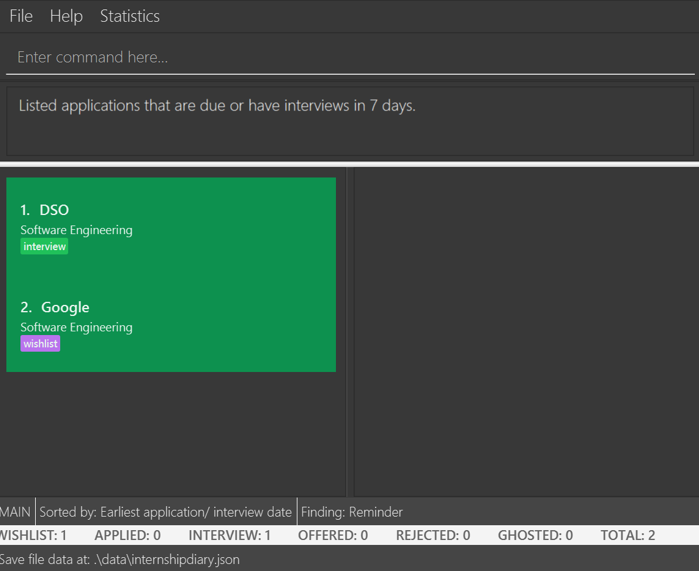 File Help Statistics
Enter command here...
Listed applications that are due or have interviews in 7 days.
1. DSO
Software Engineering
interview
2. Google
Software Engineering
wishlist
MAIN Sorted by: Earliest application/ interview date Finding: Reminder
WISHLIST: 1 APPLIED: 0 INTERVIEW: 1 OFFERED: 0 REJECTED: 0 GHOSTED: 0 TOTAL: 2
Save file data at: .\data\internshipdiary.json